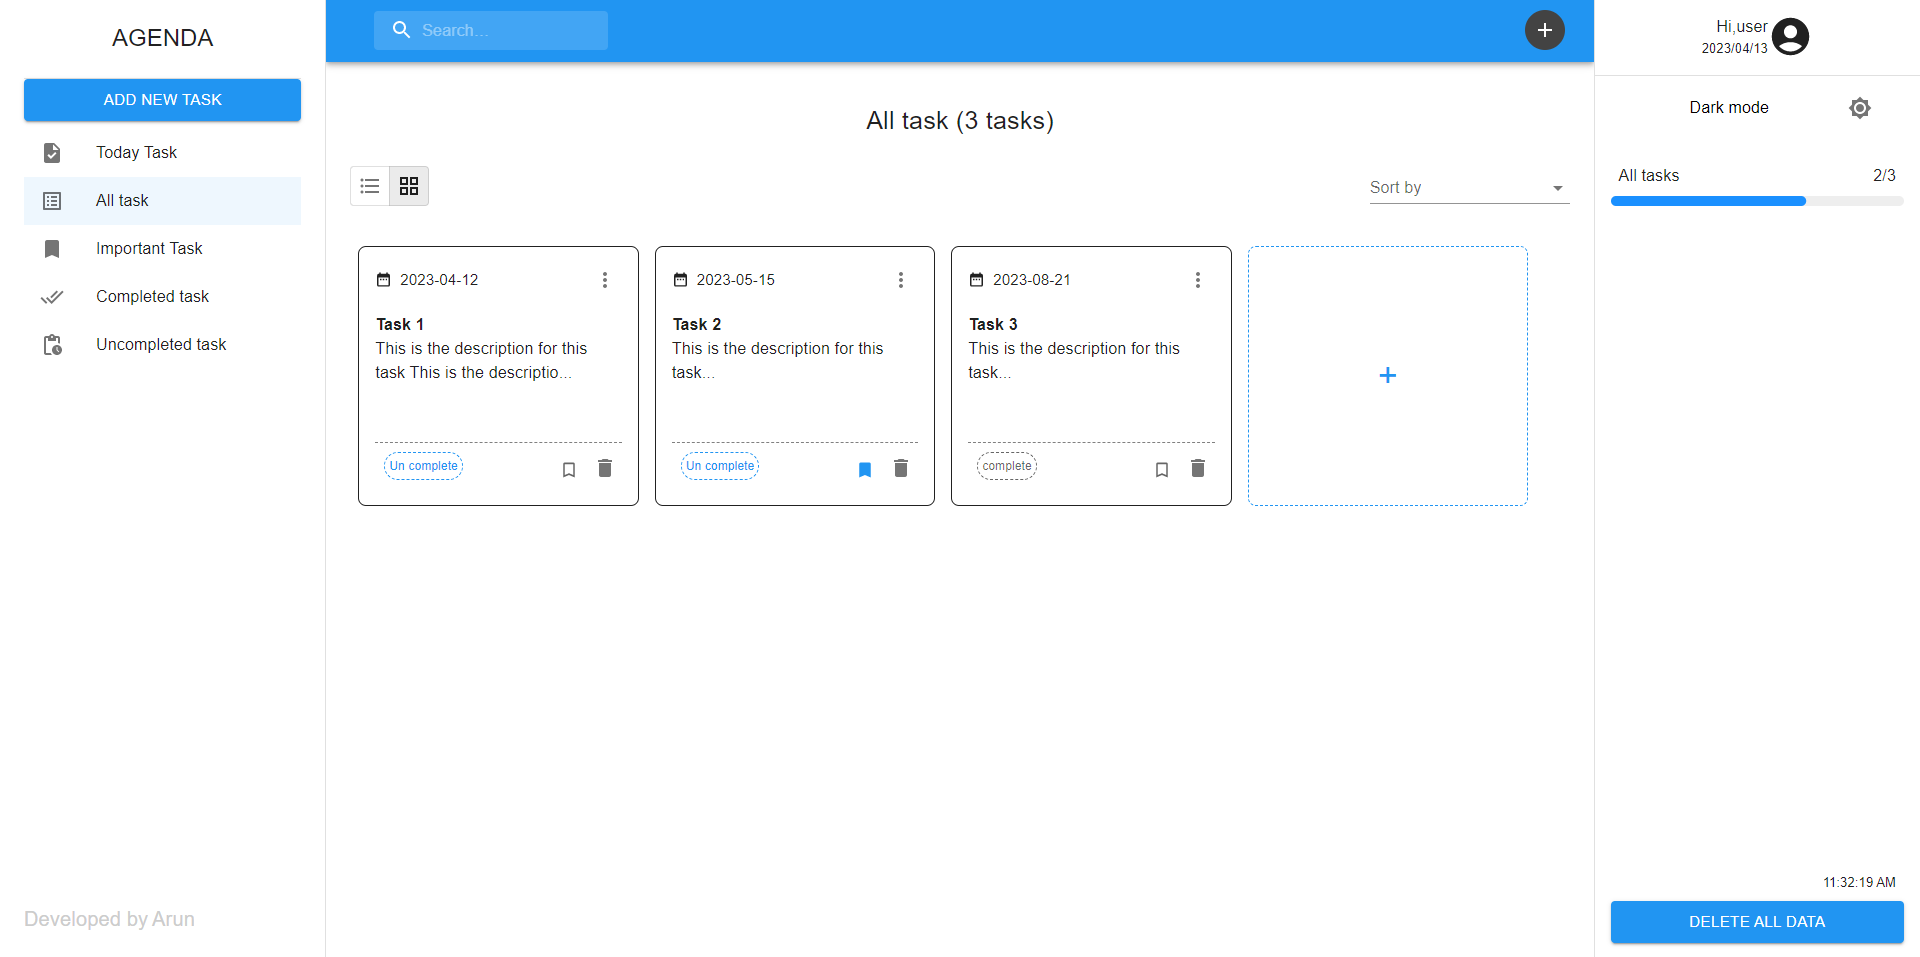 AGENDA
ADD NEW TASK
Today Task
All task
Important Task
Completed task
Uncompleted task
Developed by Arun
Search...
All task (3 tasks)
Sort by
2023-04-12
Task 1
This is the description for this
task This is the descriptio...
Un complete
2023-05-15
Task 2
This is the description for this
task...
Un complete
2023-08-21
Task 3
This is the description for this
task...
complete
Hi,user
2023/04/13
Dark mode
All tasks 2/3
11:32:19 AM
DELETE ALL DATA